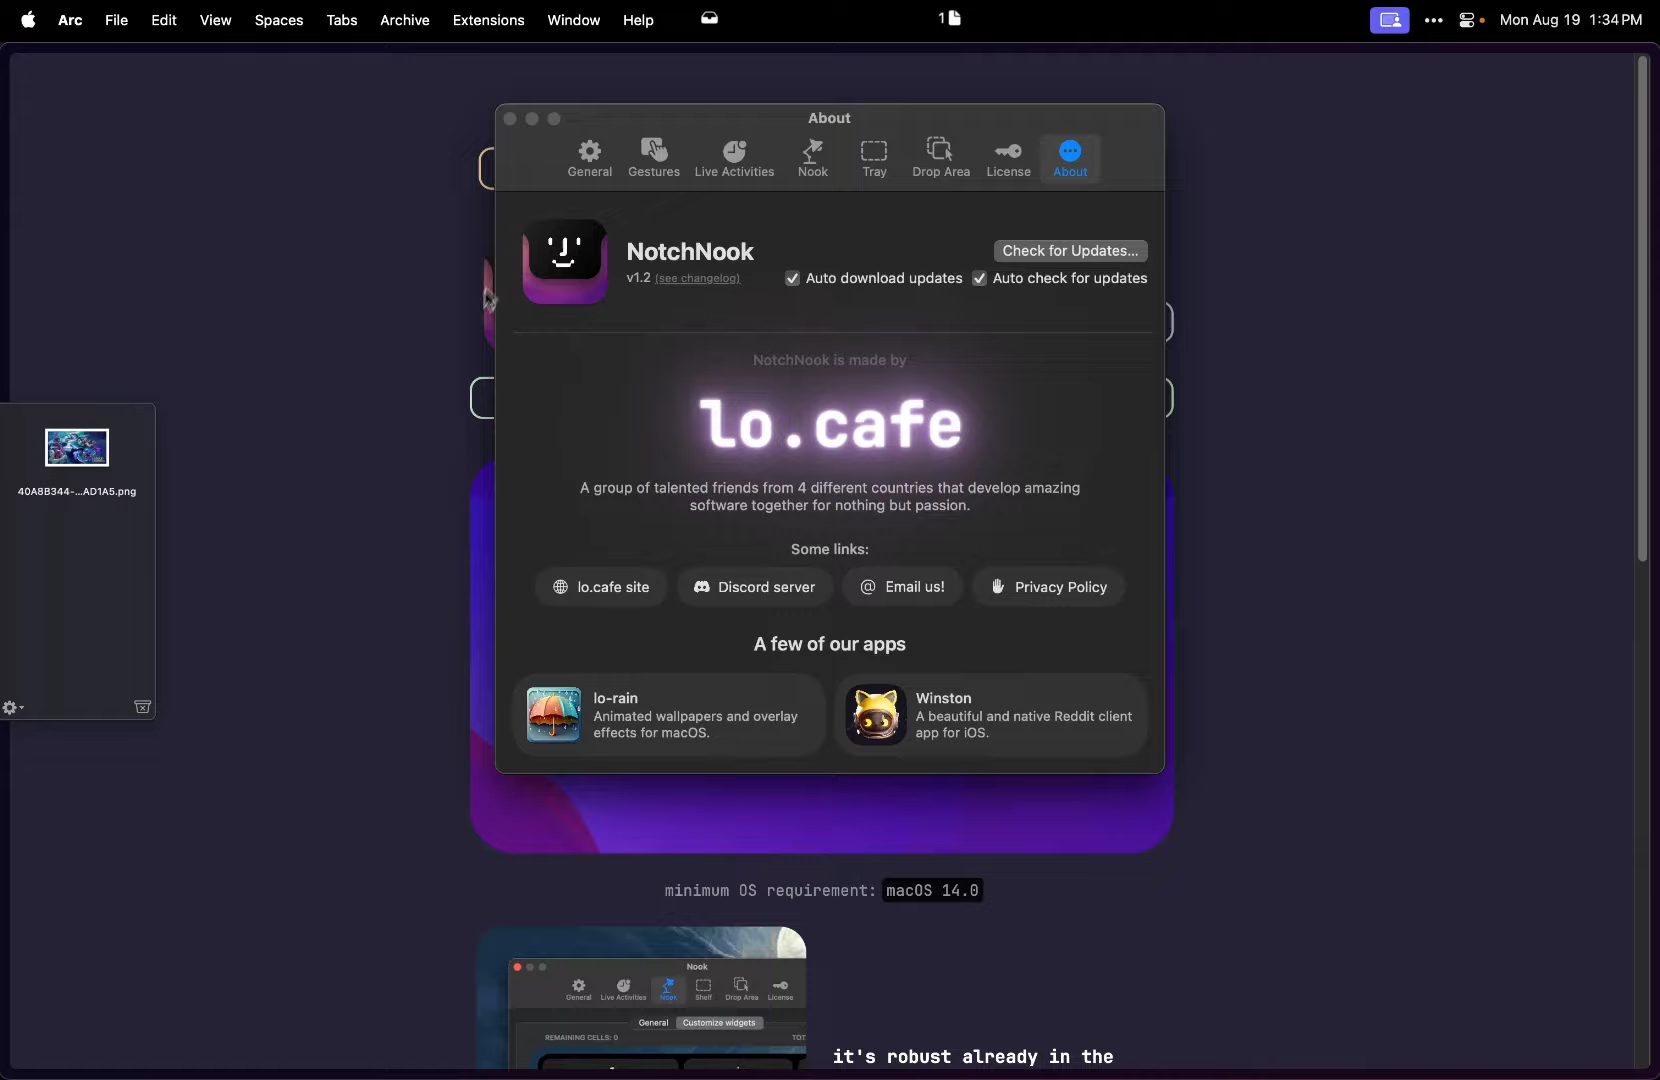 Arc File Edit View Spaces Tabs Archive Extensions Window Help 1 Mon Aug 19 1:34 PM
About
General Gestures Live Activities Nook Tray Drop Area License About
NotchNook
Check for Updates...
v1.2 (see changelog)
Auto download updates Auto check for updates
NotchNook is made by
lo.cafe
A group of talented friends from 4 different countries that develop amazing
software together for nothing but passion.
Some links:
lo.cafe site Discord server @ Email us! Privacy Policy
A few of our apps
lo-rain
Animated wallpapers and overlay
effects for macOS.
Winston
A beautiful and native Reddit client
app for iOS.
40A8B344-...AD1A5.png
minimum OS requirement: macOS 14.0
Nook
General Live Activities Nook Shelf Drop Area License
General Customize widgets
REMAINING CELLS: 0 TOT
it's robust already in the